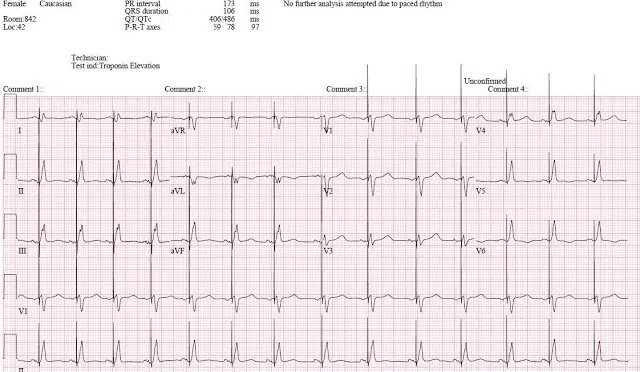 Female Caucasian PR interval 173 ms No further analysis attempted due to paced rhythm
QRS duration 106 ms
Room:842 QT/QTc 406/486 ms
Loc:42 P-R-T axes 59 78 97
Technician:
Test ind:Troponin Elevation
Unconfirmed
Comment 1:: Comment 2:: Comment 3:: Comment 4::
I aVR V1 V4
II aVL V2 V5
III aVF V3 V6
V1
II